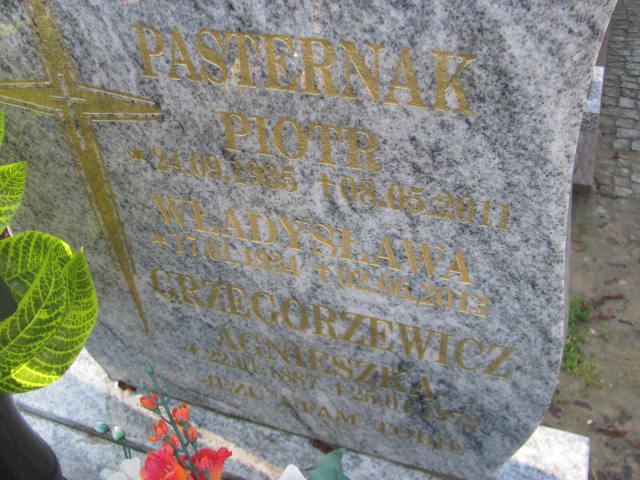 PASTERNAK
PIOTR
* 24.09.1935 + 08.05.2011
WŁADYSŁAWA
* 17.01.1934 + 02.06.2013
GRZEGORZEWICZ
AGNIESZKA
JEZU UFAM TOBIE